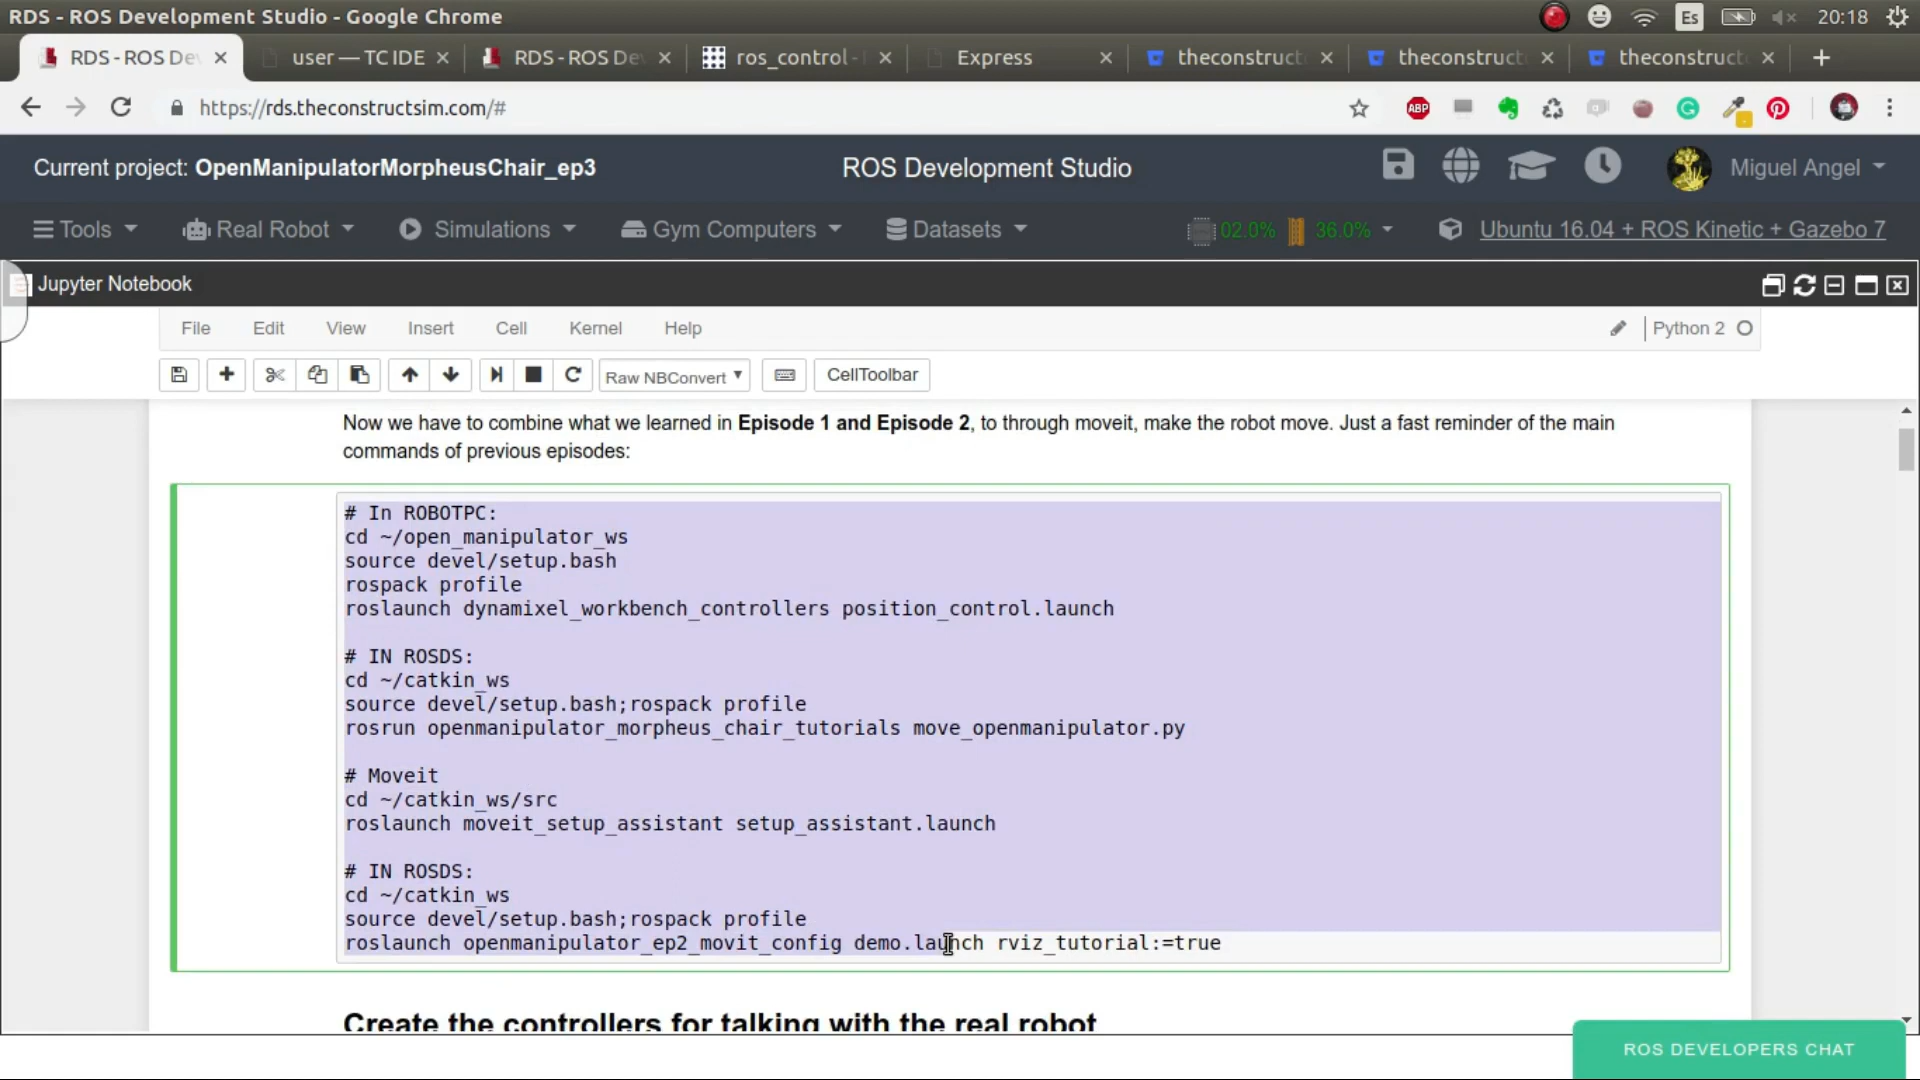 RDS - ROS Development Studio - Google Chrome
Es
20:18
RDS - ROS De
user — TC IDE
RDS - ROS De
ros_control -
Express
theconstruct
theconstruct
theconstruct
https://rds.theconstructsim.com/#
ABP
Current project: OpenManipulatorMorpheusChair_ep3
ROS Development Studio
Miguel Angel
Tools
Real Robot
Simulations
Gym Computers
Datasets
02.0%
36.0%
Ubuntu 16.04 + ROS Kinetic + Gazebo 7
Jupyter Notebook
File
Edit
View
Insert
Cell
Kernel
Help
Python 2
Raw NBConvert
CellToolbar
Now we have to combine what we learned in Episode 1 and Episode 2, to through moveit, make the robot move. Just a fast reminder of the main
commands of previous episodes:
# In ROBOTPC:
cd ~/open_manipulator_ws
source devel/setup.bash
rospack profile
roslaunch dynamixel_workbench_controllers position_control.launch
# IN ROSDS:
cd ~/catkin_ws
source devel/setup.bash;rospack profile
rosrun openmanipulator_morpheus_chair_tutorials move_openmanipulator.py
# Moveit
cd ~/catkin_ws/src
roslaunch moveit_setup_assistant setup_assistant.launch
# IN ROSDS:
cd ~/catkin_ws
source devel/setup.bash;rospack profile
roslaunch openmanipulator_ep2_movit_config demo.launch rviz_tutorial:=true
Create the controllers for talking with the real robot
ROS DEVELOPERS CHAT